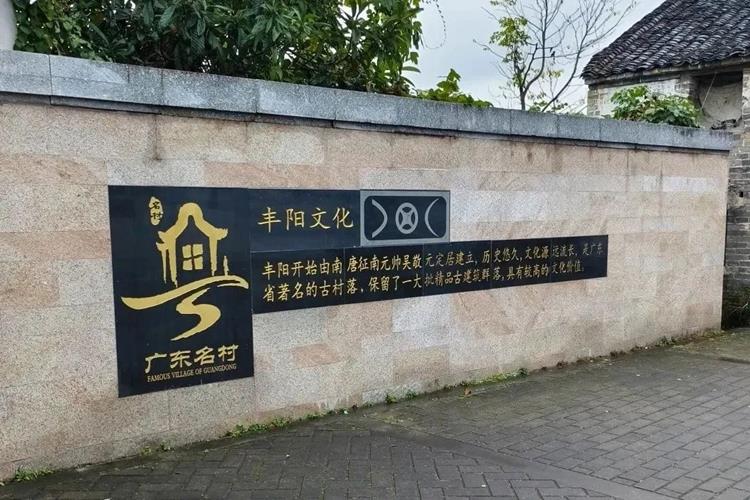 名村
广东名村
FAMOUS VILLAGE OF GUANGDONG
丰阳文化
丰阳开始由南唐征南元帅吴敬元定居建立，历史悠久，文化源远流长，是广东
省著名的古村落，保留了一大批精品古建筑群落，具有较高的文化价值。